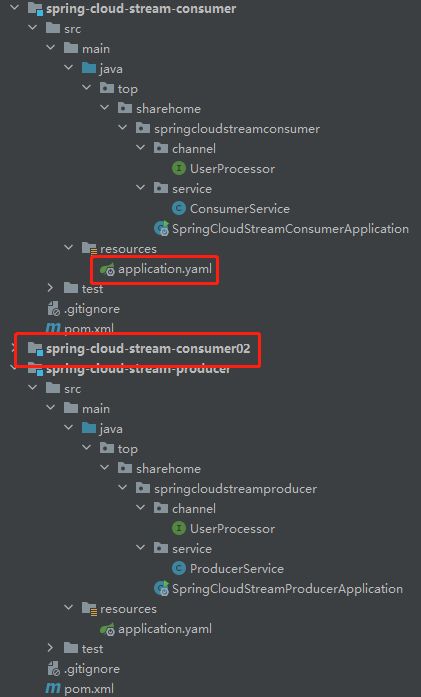 spring-cloud-stream-consumer
src
main
java
top
sharehome
springcloudstreamconsumer
channel
UserProcessor
service
ConsumerService
SpringCloudStreamConsumerApplication
resources
application.yaml
test
.gitignore
pom.xml
spring-cloud-stream-consumer02
spring-cloud-stream-producer
src
main
java
top
sharehome
springcloudstreamproducer
channel
UserProcessor
service
ProducerService
SpringCloudStreamProducerApplication
resources
application.yaml
test
.gitignore
pom.xml